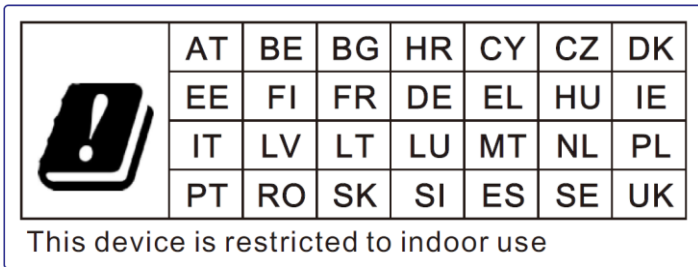 AT BE BG HR CY CZ DK
EE FI FR DE EL HU IE
IT LV LT LU MT NL PL
PT RO SK SI ES SE UK
This device is restricted to indoor use